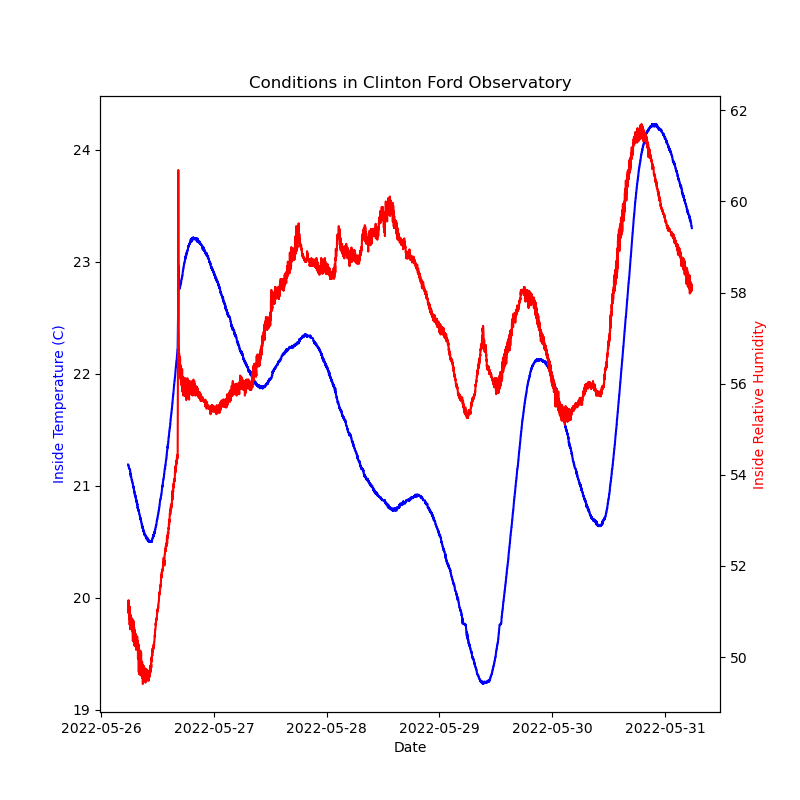 Conditions in Clinton Ford Observatory
Inside Temperature (C)
24
23
22
21
20
19
62
60
58
56
54
52
50
Inside Relative Humidity
2022-05-26 2022-05-27 2022-05-28 2022-05-29 2022-05-30 2022-05-31
Date